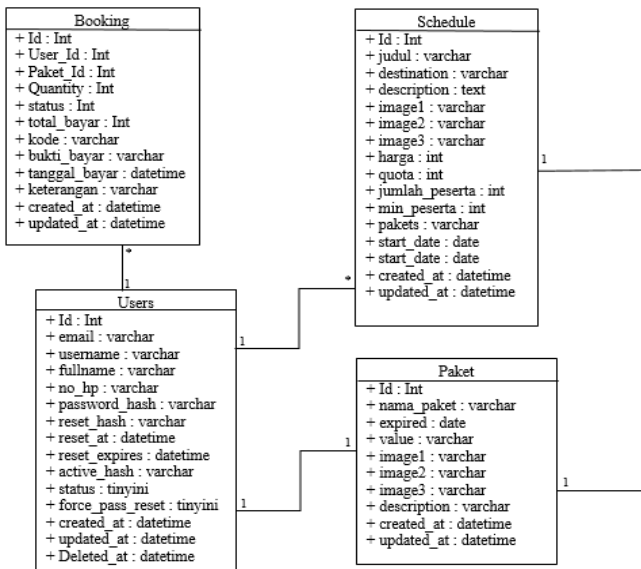 Booking
+ Id : Int
+ User_Id : Int
+ Paket_Id : Int
+ Quantity : Int
+ status : Int
+ total_bayar : Int
+ kode : varchar
+ bukti_bayar : varchar
+ tanggal_bayar : datetime
+ keterangan : varchar
+ created_at : datetime
+ updated_at : datetime
*
1
Users
+ Id : Int
+ email : varchar
+ username : varchar
+ fullname : varchar
+ no_hp : varchar
+ password_hash : varchar
+ reset_hash : varchar
+ reset_at : datetime
+ reset_expires : datetime
+ active_hash : varchar
+ status : tinyini
+ force_pass_reset : tinyini
+ created_at : datetime
+ updated_at : datetime
+ Deleted_at : datetime
1
*
1
1
Schedule
+ Id : Int
+ judul : varchar
+ destination : varchar
+ description : text
+ image1 : varchar
+ image2 : varchar
+ image3 : varchar
+ harga : int
+ quota : int
+ jumlah_peserta : int
+ min_peserta : int
+ pakets : varchar
+ start_date : date
+ start_date : date
+ created_at : datetime
+ updated_at : datetime
1
Paket
+ Id : Int
+ nama_paket : varchar
+ expired : date
+ value : varchar
+ image1 : varchar
+ image2 : varchar
+ image3 : varchar
+ description : varchar
+ created_at : datetime
+ updated_at : datetime
1